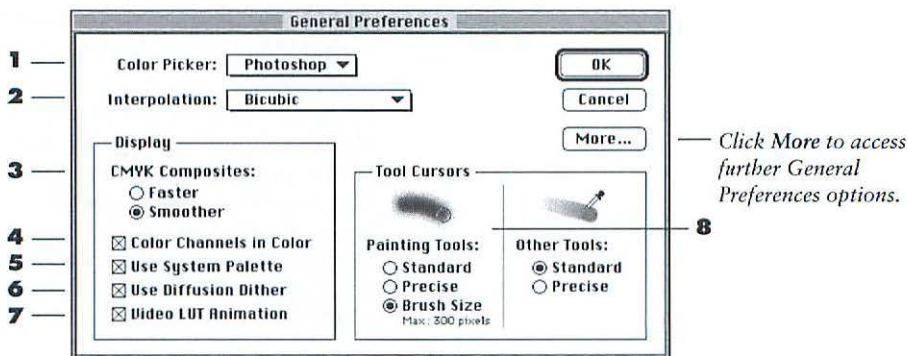 General Preferences
1 Color Picker: Photoshop OK
2 Interpolation: Bicubic Cancel
More...
Click More to access
further General
Preferences options.
Display
3 CMYK Composites:
Faster
Smoother
4 Color Channels in Color
5 Use System Palette
6 Use Diffusion Dither
7 Video LUT Animation
Tool Cursors
8
Painting Tools:
Standard
Precise
Brush Size
Max: 300 pixels
Other Tools:
Standard
Precise